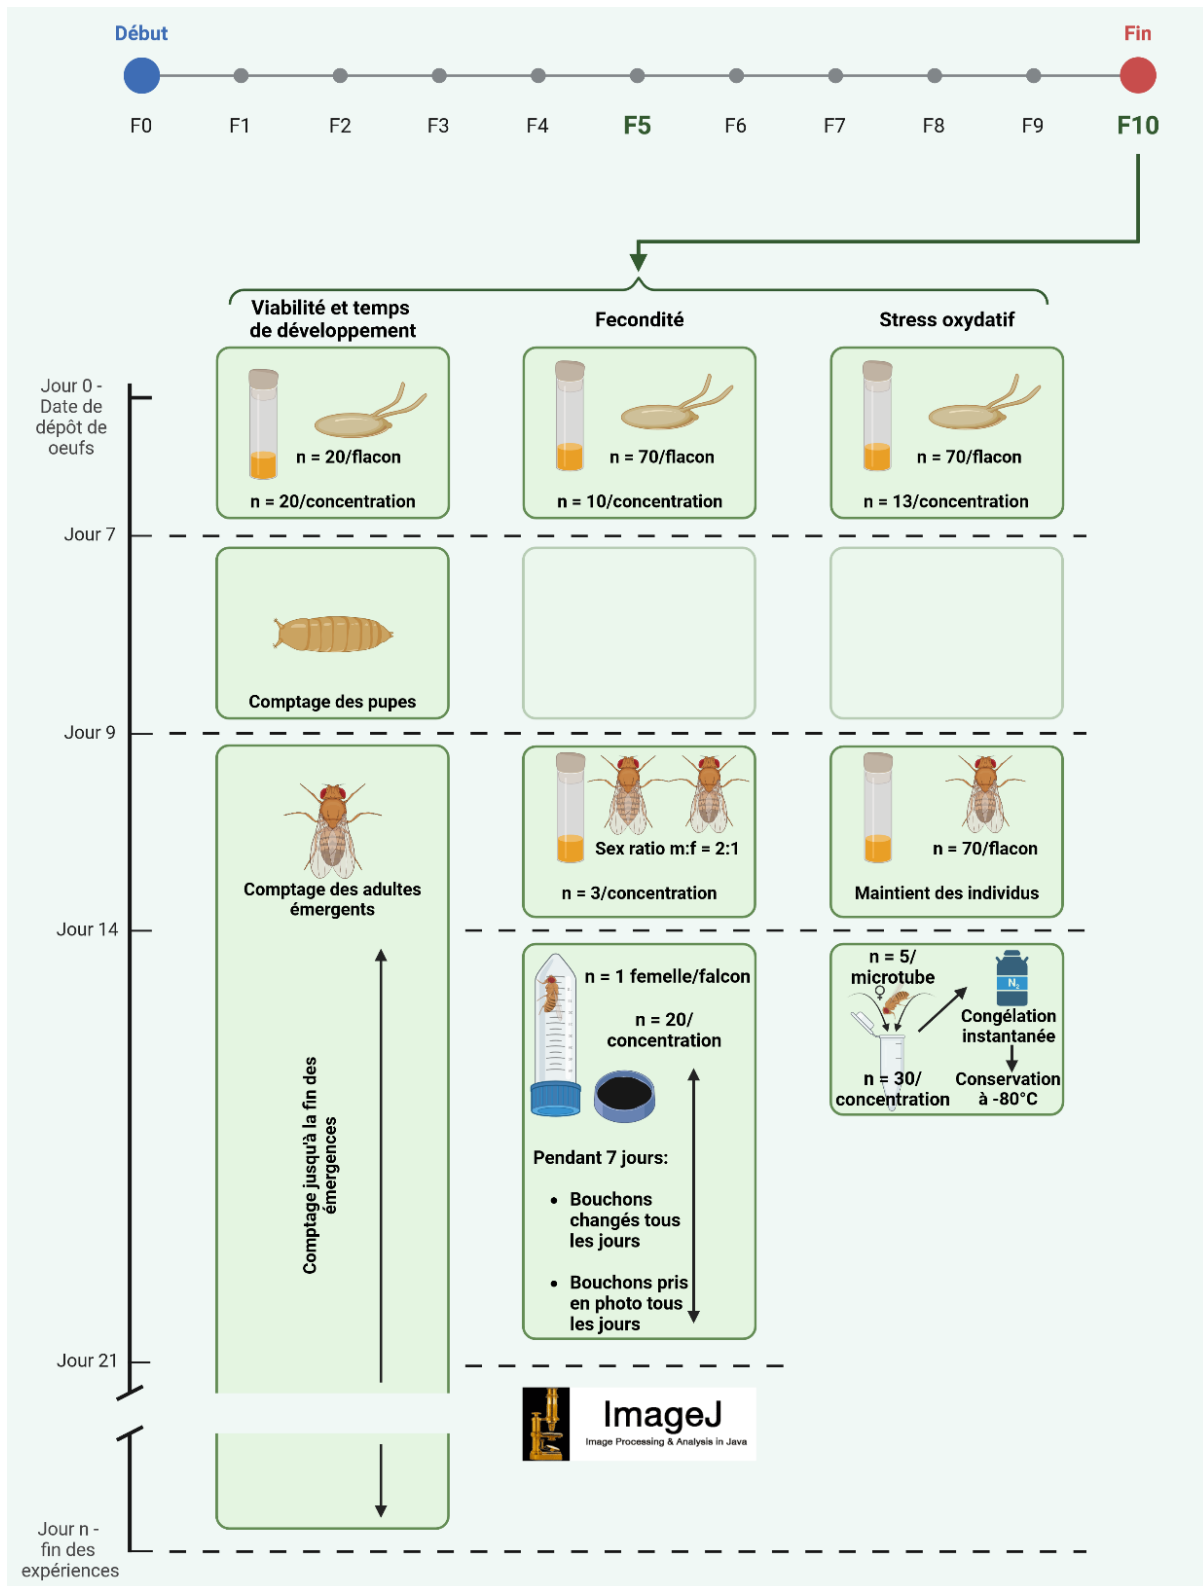 Début
Fin
F0
F1
F2
F3
F4
F5
F6
F7
F8
F9
F10
Viabilité et temps
de développement
Fecondité
Stress oxydatif
Jour 0 -
Date de
dépôt de
oeufs
n = 20/flacon
n = 20/concentration
n = 70/flacon
n = 10/concentration
n = 70/flacon
n = 13/concentration
Jour 7
Comptage des pupes
Jour 9
Comptage des adultes
émergents
Sex ratio m:f = 2:1
n = 3/concentration
n = 70/flacon
Maintient des individus
Jour 14
Comptage jusqu'à la fin des
émergences
n = 1 femelle/falcon
n = 20/
concentration
Pendant 7 jours:
• Bouchons
changés tous
les jours
• Bouchons pris
en photo tous
les jours
n = 5/
microtube
♀
N₂
Congélation
instantanée
n = 30/
concentration
Conservation
à -80°C
Jour 21
ImageJ
Image Processing & Analysis in Java
Jour n -
fin des
expériences